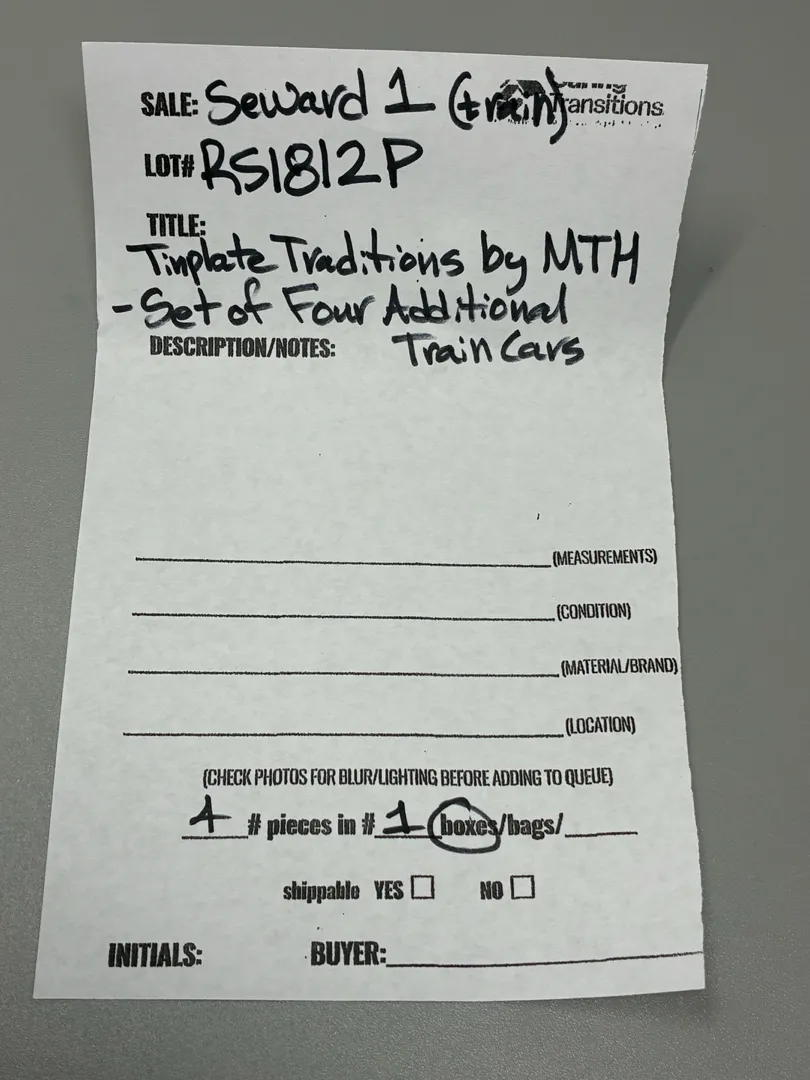 SALE: Seward 1 (train)
Transitions
LOT# RS1812P
TITLE:
Tinplate Traditions by MTH
- Set of Four Additional
DESCRIPTION/NOTES: Train Cars
(MEASUREMENTS)
(CONDITION)
(MATERIAL/BRAND)
(LOCATION)
(CHECK PHOTOS FOR BLUR/LIGHTING BEFORE ADDING TO QUEUE)
4 # pieces in # 1 boxes/bags/
shippable YES NO
INITIALS: BUYER: